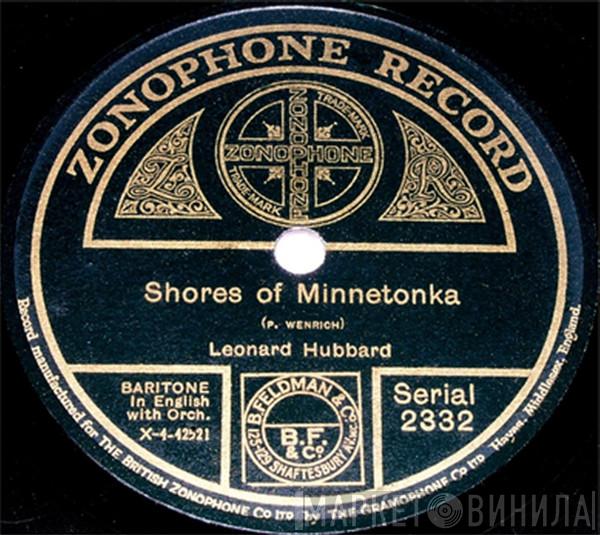 ZONOPHONE RECORD
TRADE-MARK
ZONOPHONE
ZONOPHONE
TRADE-MARK
Z
R
Shores of Minnetonka
(P. WENRICH)
Leonard Hubbard
BARITONE
In English
with Orch.
X-4-42521
B. FELDMAN & Co
B.F.
& Co
125-129 SHAFTESBURY AV. W.C.
Serial
2332
Record manufactured for THE BRITISH ZONOPHONE Co Ltd by THE GRAMOPHONE Co Ltd Hayes, Middlesex, England.
МАРКЕТ ВИНИЛА